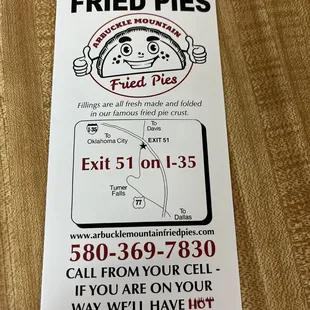 FRIED PIES
ARBUCKLE MOUNTAIN
Fried Pies
Fillings are all fresh made and folded
in our famous fried pie crust.
I-35
To
Oklahoma City
To
Davis
EXIT 51
Exit 51 on I-35
Turner
Falls
77
To
Dallas
www.arbucklemountainfriedpies.com
580-369-7830
CALL FROM YOUR CELL -
IF YOU ARE ON YOUR
WAY, WE'LL HAVE HOT